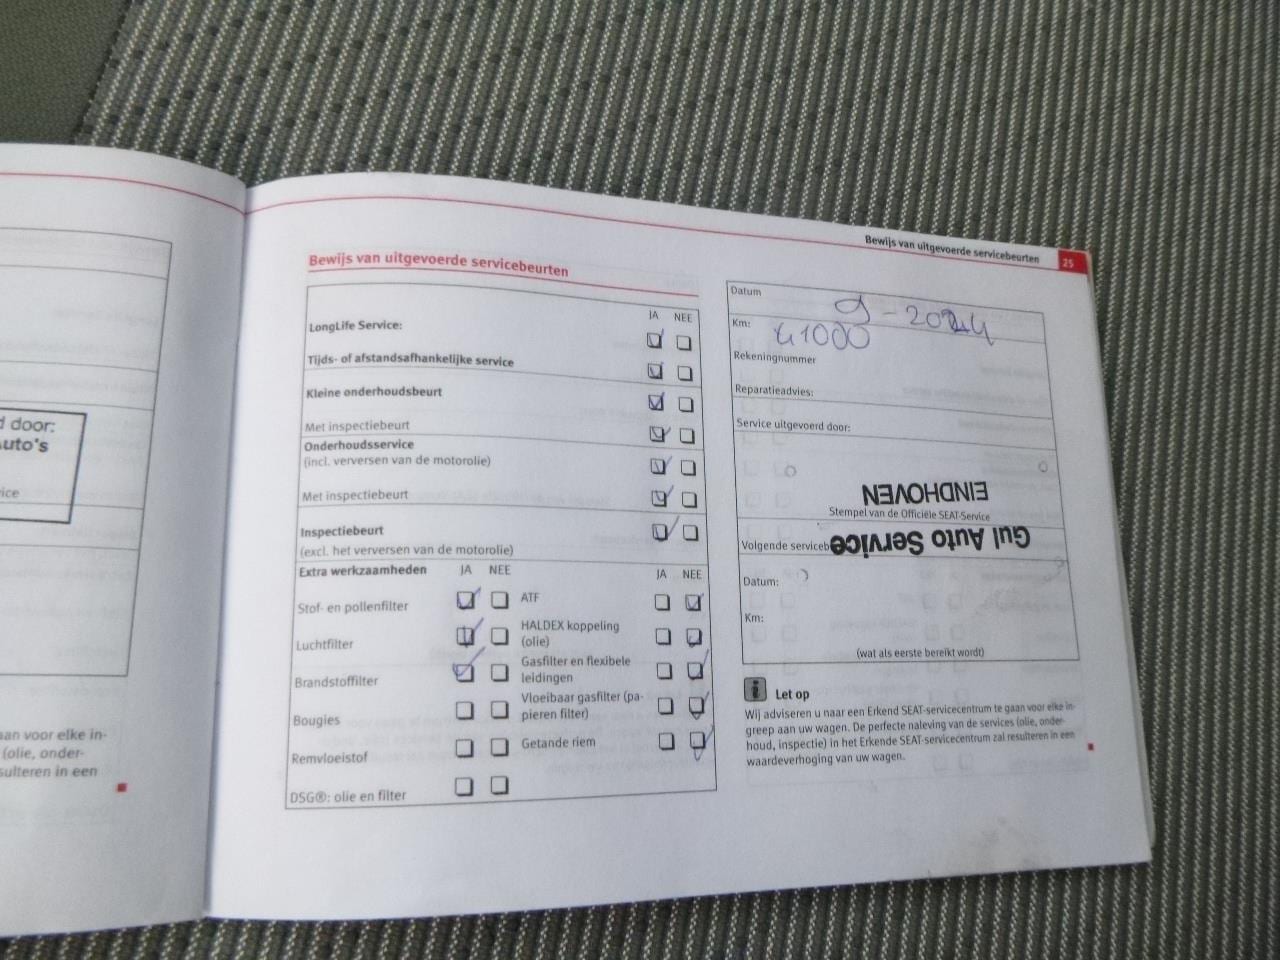 d door:
uto's
ice
aan voor elke in-
(olie, onder-
sulteren in een
Bewijs van uitgevoerde servicebeurten 25
Bewijs van uitgevoerde servicebeurten
JA NEE
LongLife Service:
Tijds- of afstandsafhankelijke service
Kleine onderhoudsbeurt
Met inspectiebeurt
Onderhoudsservice
(incl. verversen van de motorolie)
Met inspectiebeurt
Inspectiebeurt
(excl. het verversen van de motorolie)
Extra werkzaamheden JA NEE JA NEE
Stof- en pollenfilter ATF
Luchtfilter HALDEX koppeling
(olie)
Brandstoffilter Gasfilter en flexibele
leidingen
Bougies Vloeibaar gasfilter (pa-
pieren filter)
Remvloeistof Getande riem
DSG®: olie en filter
Datum 9 -
Km: 41000
Rekeningnummer
Reparatieadvies:
Service uitgevoerd door:
EINDHOVEN
Stempel van de Officiële SEAT-Service
Gul Auto Service
Volgende serviceb
Datum:
Km:
(wat als eerste bereikt wordt)
i Let op
Wij adviseren u naar een Erkend SEAT-servicecentrum te gaan voor elke in-
greep aan uw wagen. De perfecte naleving van de services (olie, onder-
houd, inspectie) in het Erkende SEAT-servicecentrum zal resulteren in een
waardeverhoging van uw wagen.